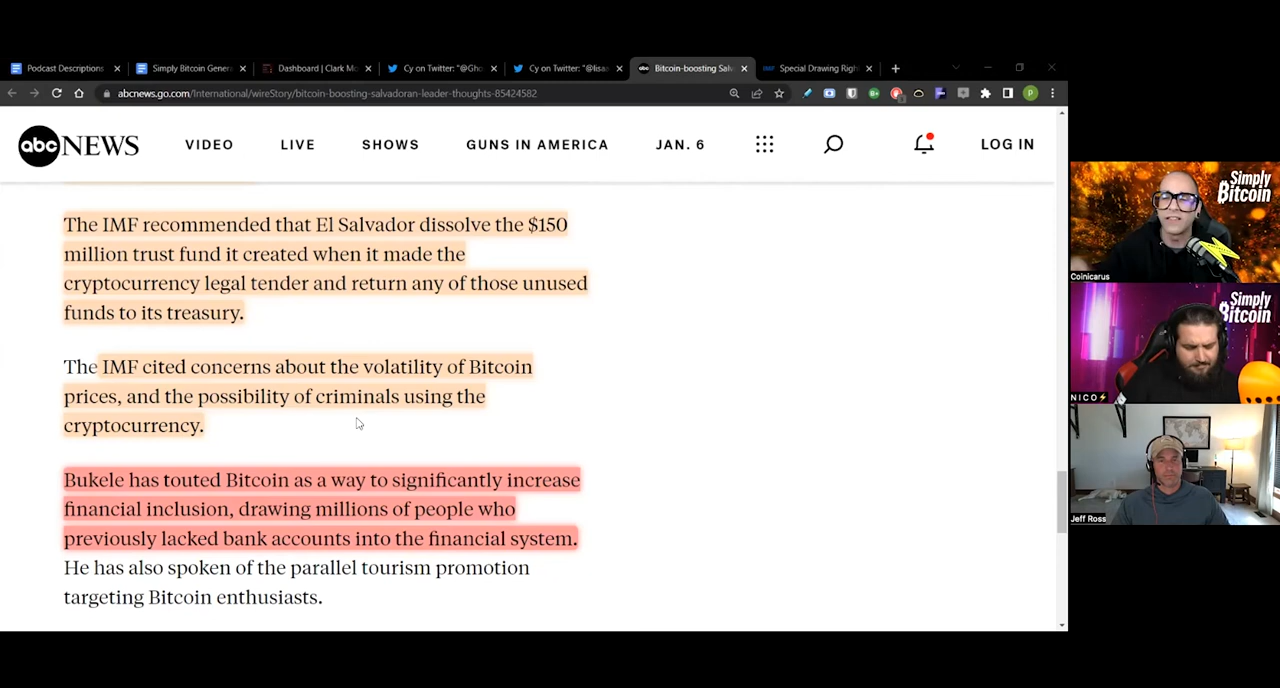 Podcast Descriptions
Simply Bitcoin Gener
Dashboard | Clark Mo
Cy on Twitter: "@Gho
Cy on Twitter: "@lisa
Bitcoin-boosting Salv
Special Drawing Righ
abcnews.go.com/International/wireStory/bitcoin-boosting-salvadoran-leader-thoughts-85424582
abc NEWS
VIDEO
LIVE
SHOWS
GUNS IN AMERICA
JAN. 6
LOG IN
The IMF recommended that El Salvador dissolve the $150
million trust fund it created when it made the
cryptocurrency legal tender and return any of those unused
funds to its treasury.
The IMF cited concerns about the volatility of Bitcoin
prices, and the possibility of criminals using the
cryptocurrency.
Bukele has touted Bitcoin as a way to significantly increase
financial inclusion, drawing millions of people who
previously lacked bank accounts into the financial system.
He has also spoken of the parallel tourism promotion
targeting Bitcoin enthusiasts.
Simply
Bitcoin
Coinicarus
Simply
Bitcoin
NICO⚡
Jeff Ross